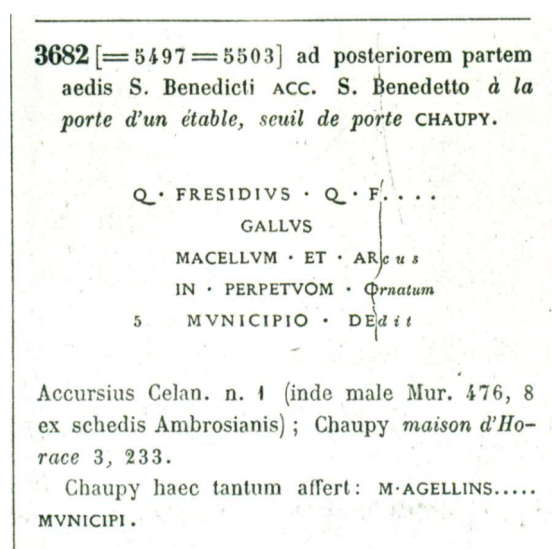 3682 [= 5497 = 5503] ad posteriorem partem
aedis S. Benedicti ACC. S. Benedetto à la
porte d'un étable, seuil de porte CHAUPY.
Q · FRESIDIVS · Q · F. . . .
GALLVS
MACELLVM · ET · ARcus
IN · PERPETVOM · Ornatum
5 MVNICIPIO · DEdit
Accursius Celan. n. 1 (inde male Mur. 476, 8
ex schedis Ambrosianis) ; Chaupy maison d'Ho-
race 3, 233.
Chaupy haec tantum affert: M·AGELLINS.....
MVNICIPI .